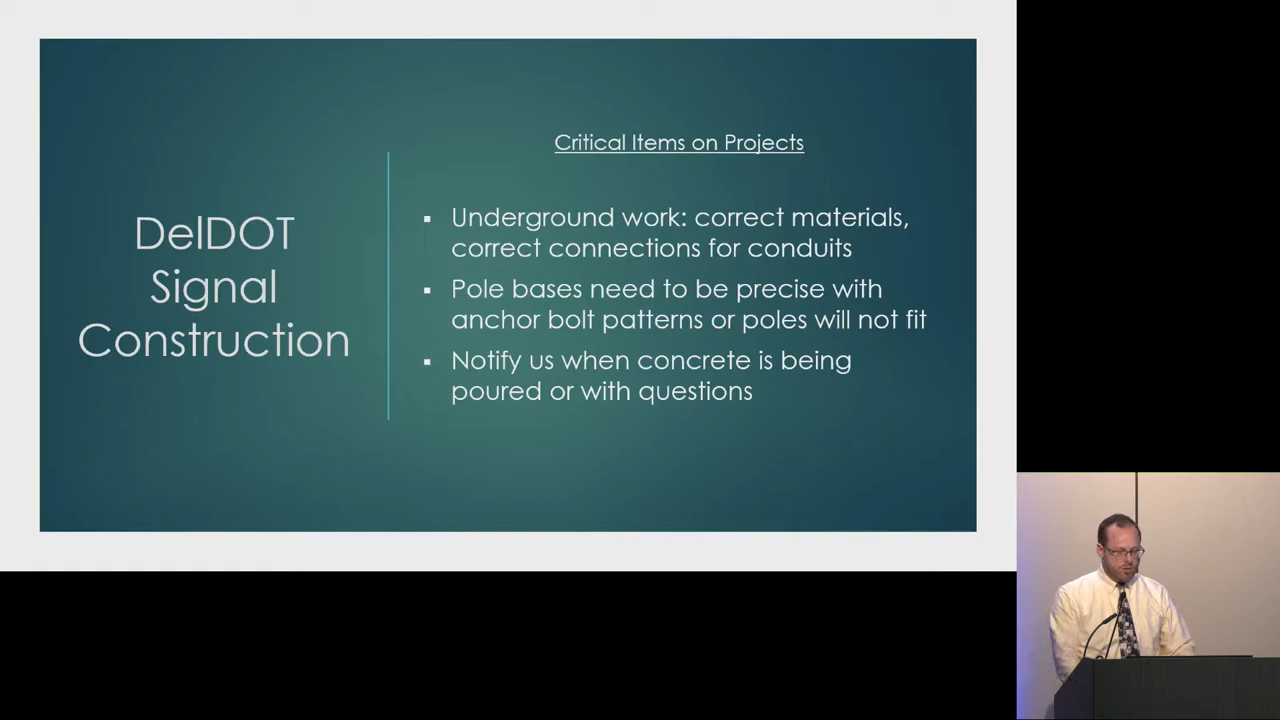 DelDOT
Signal
Construction
Critical Items on Projects
Underground work: correct materials,
correct connections for conduits
Pole bases need to be precise with
anchor bolt patterns or poles will not fit
Notify us when concrete is being
poured or with questions